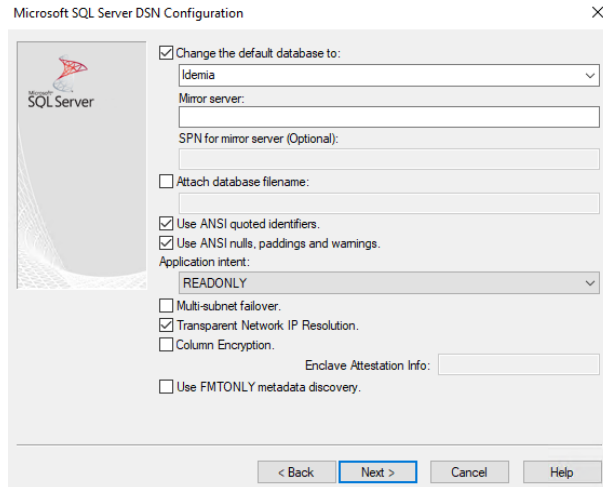 Microsoft SQL Server DSN Configuration
Microsoft
SQL Server
Change the default database to:
Idemia
Mirror server:
SPN for mirror server (Optional):
Attach database filename:
Use ANSI quoted identifiers.
Use ANSI nulls, paddings and warnings.
Application intent:
READONLY
Multi-subnet failover.
Transparent Network IP Resolution.
Column Encryption.
Enclave Attestation Info:
Use FMTONLY metadata discovery.
< Back Next > Cancel Help